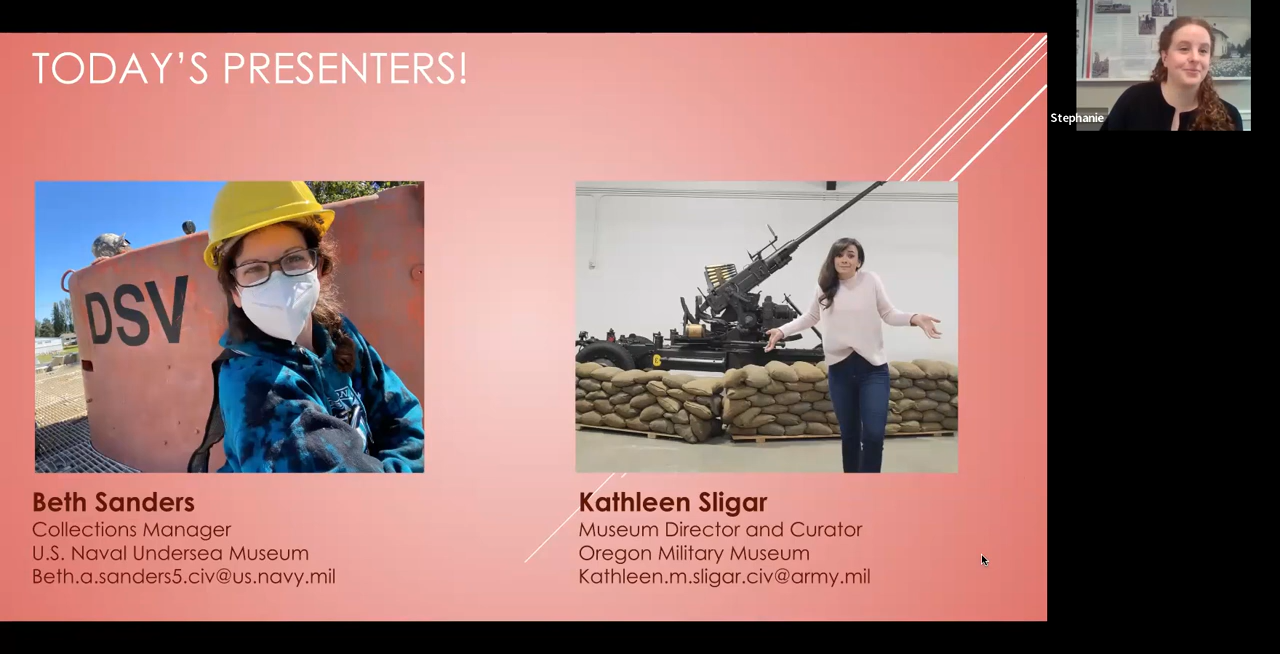 TODAY'S PRESENTERS!
Stephanie
DSV
Beth Sanders
Collections Manager
U.S. Naval Undersea Museum
Beth.a.sanders5.civ@us.navy.mil
Kathleen Sligar
Museum Director and Curator
Oregon Military Museum
Kathleen.m.sligar.civ@army.mil